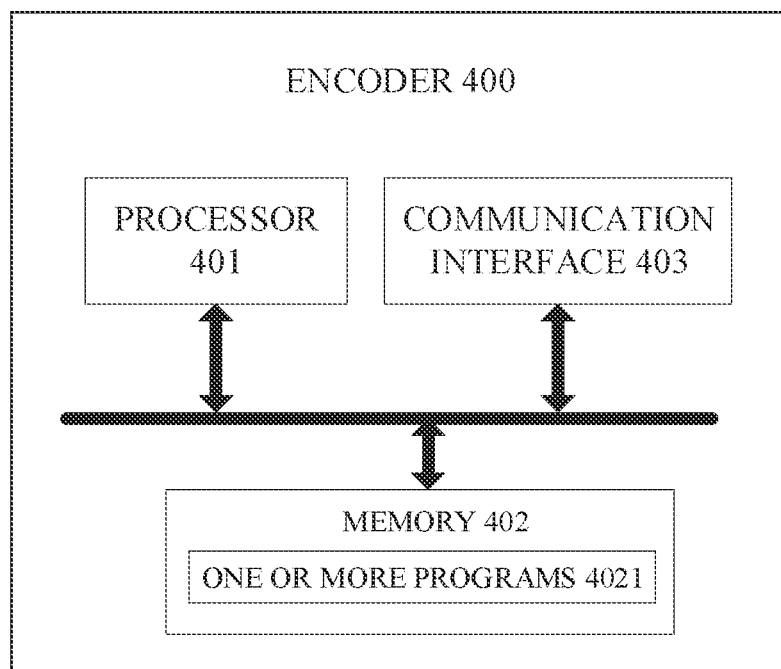 ENCODER 400
PROCESSOR
401
COMMUNICATION
INTERFACE 403
MEMORY 402
ONE OR MORE PROGRAMS 4021